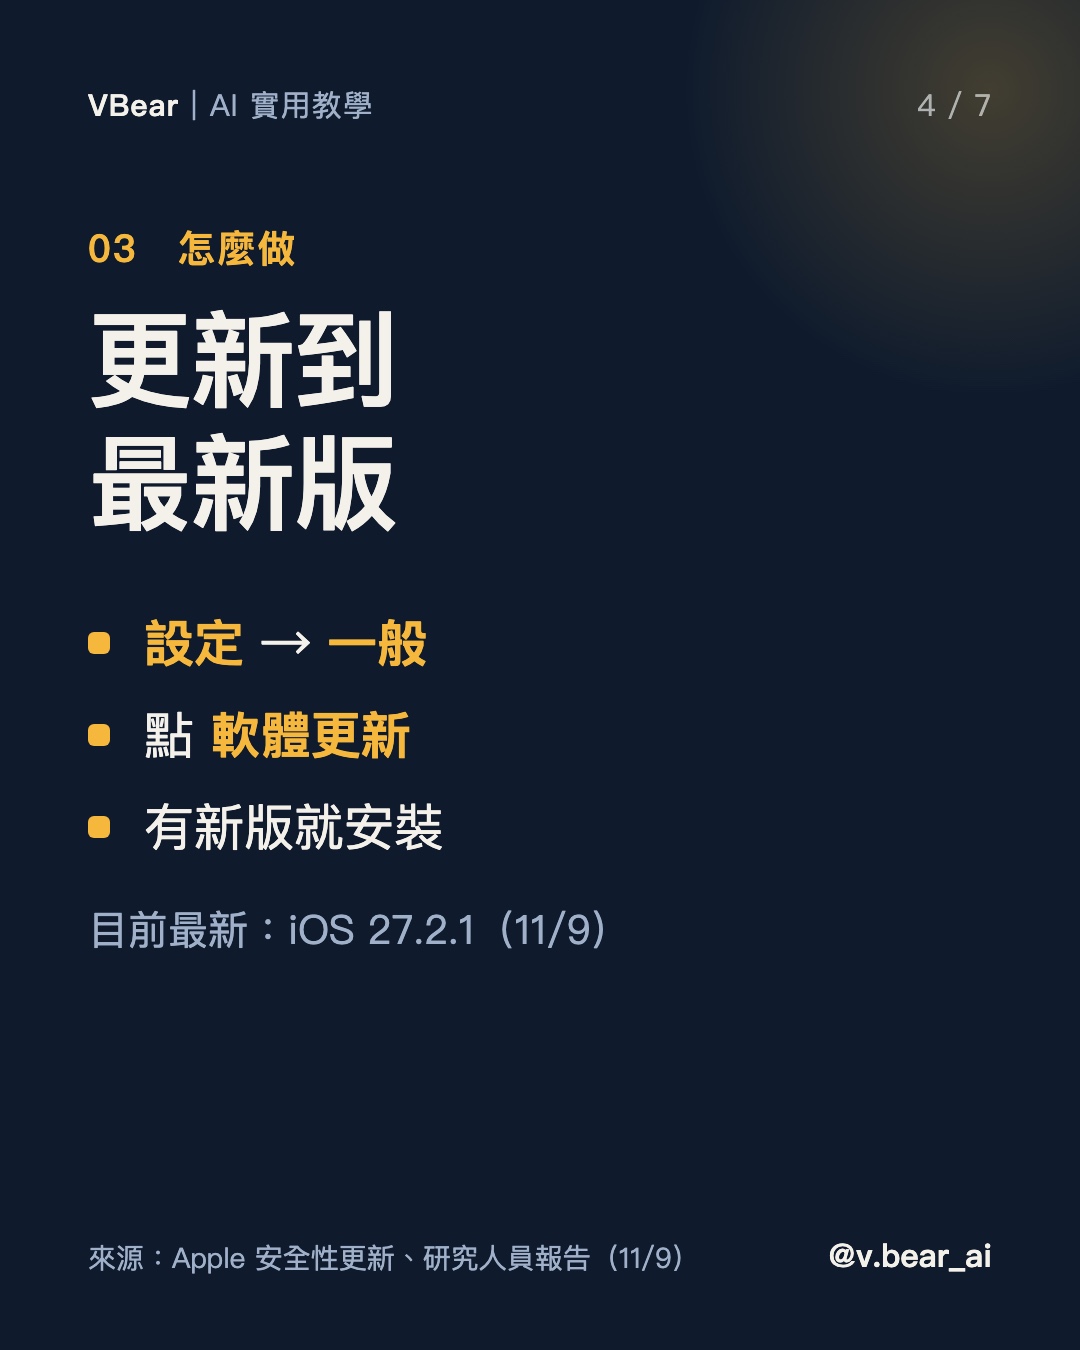 VBear | AI 實用教學
4 / 7
03 怎麼做
更新到
最新版
設定 → 一般
點 軟體更新
有新版就安裝
目前最新：iOS 27.2.1（11/9）
來源：Apple 安全性更新、研究人員報告（11/9）
@v.bear_ai